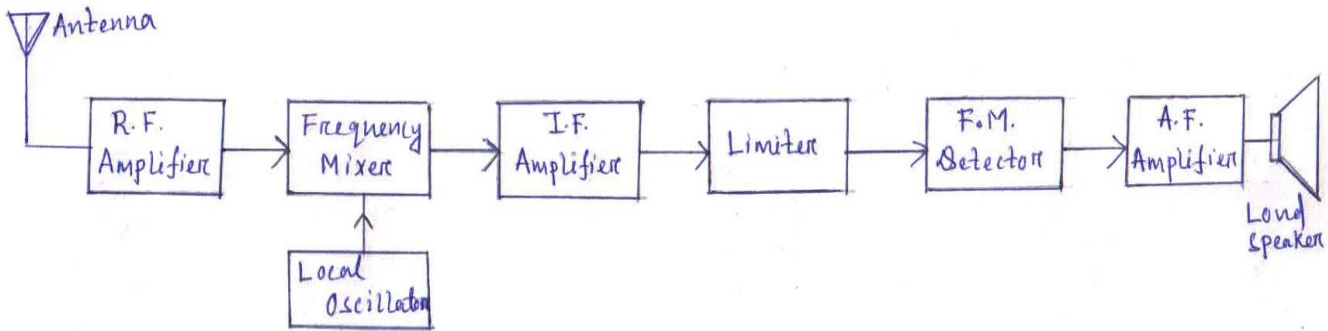 Antenna
R.F.
Amplifier
Frequency
Mixer
I.F.
Amplifier
Limiter
F.M.
Detector
A.F.
Amplifier
Loud
Speaker
Local
Oscillator